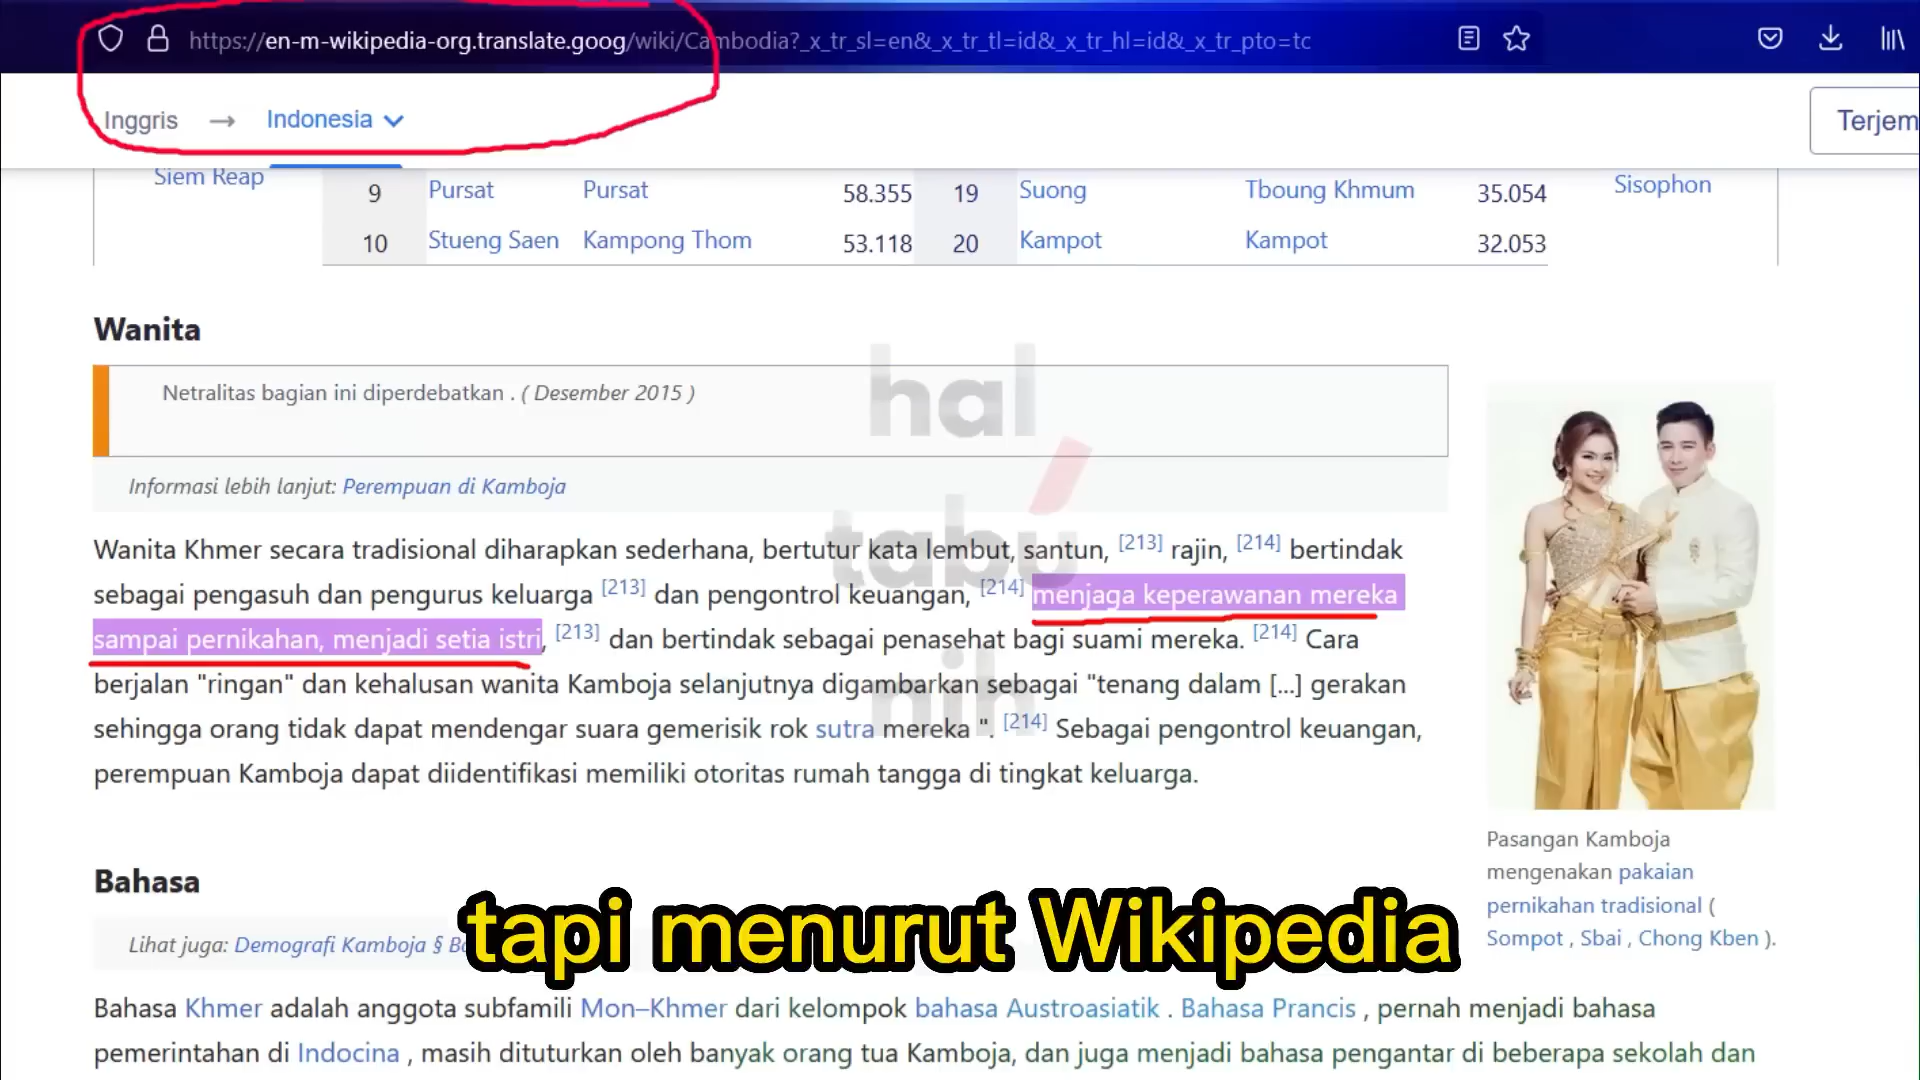 https://en-m-wikipedia-org.translate.goog/wiki/Cambodia?_x_tr_sl=en&_x_tr_tl=id&_x_tr_hl=id&_x_tr_pto=tc
Inggris → Indonesia
Terjem
Siem Reap 9 Pursat Pursat 58.355 19 Suong Tboung Khmum 35.054 Sisophon
10 Stueng Saen Kampong Thom 53.118 20 Kampot Kampot 32.053
Wanita
Netralitas bagian ini diperdebatkan . ( Desember 2015 )
Informasi lebih lanjut: Perempuan di Kamboja
Wanita Khmer secara tradisional diharapkan sederhana, bertutur kata lembut, santun, [213] rajin, [214] bertindak
sebagai pengasuh dan pengurus keluarga [213] dan pengontrol keuangan, [214] menjaga keperawanan mereka
sampai pernikahan, menjadi setia istri, [213] dan bertindak sebagai penasehat bagi suami mereka. [214] Cara
berjalan "ringan" dan kehalusan wanita Kamboja selanjutnya digambarkan sebagai "tenang dalam [...] gerakan
sehingga orang tidak dapat mendengar suara gemerisik rok sutra mereka ". [214] Sebagai pengontrol keuangan,
perempuan Kamboja dapat diidentifikasi memiliki otoritas rumah tangga di tingkat keluarga.
hal
tabu
nih
Pasangan Kamboja
mengenakan pakaian
pernikahan tradisional (
Sompot , Sbai , Chong Kben ).
Bahasa
Lihat juga: Demografi Kamboja §
tapi menurut Wikipedia
Bahasa Khmer adalah anggota subfamili Mon–Khmer dari kelompok bahasa Austroasiatik . Bahasa Prancis , pernah menjadi bahasa
pemerintahan di Indocina , masih dituturkan oleh banyak orang tua Kamboja, dan juga menjadi bahasa pengantar di beberapa sekolah dan